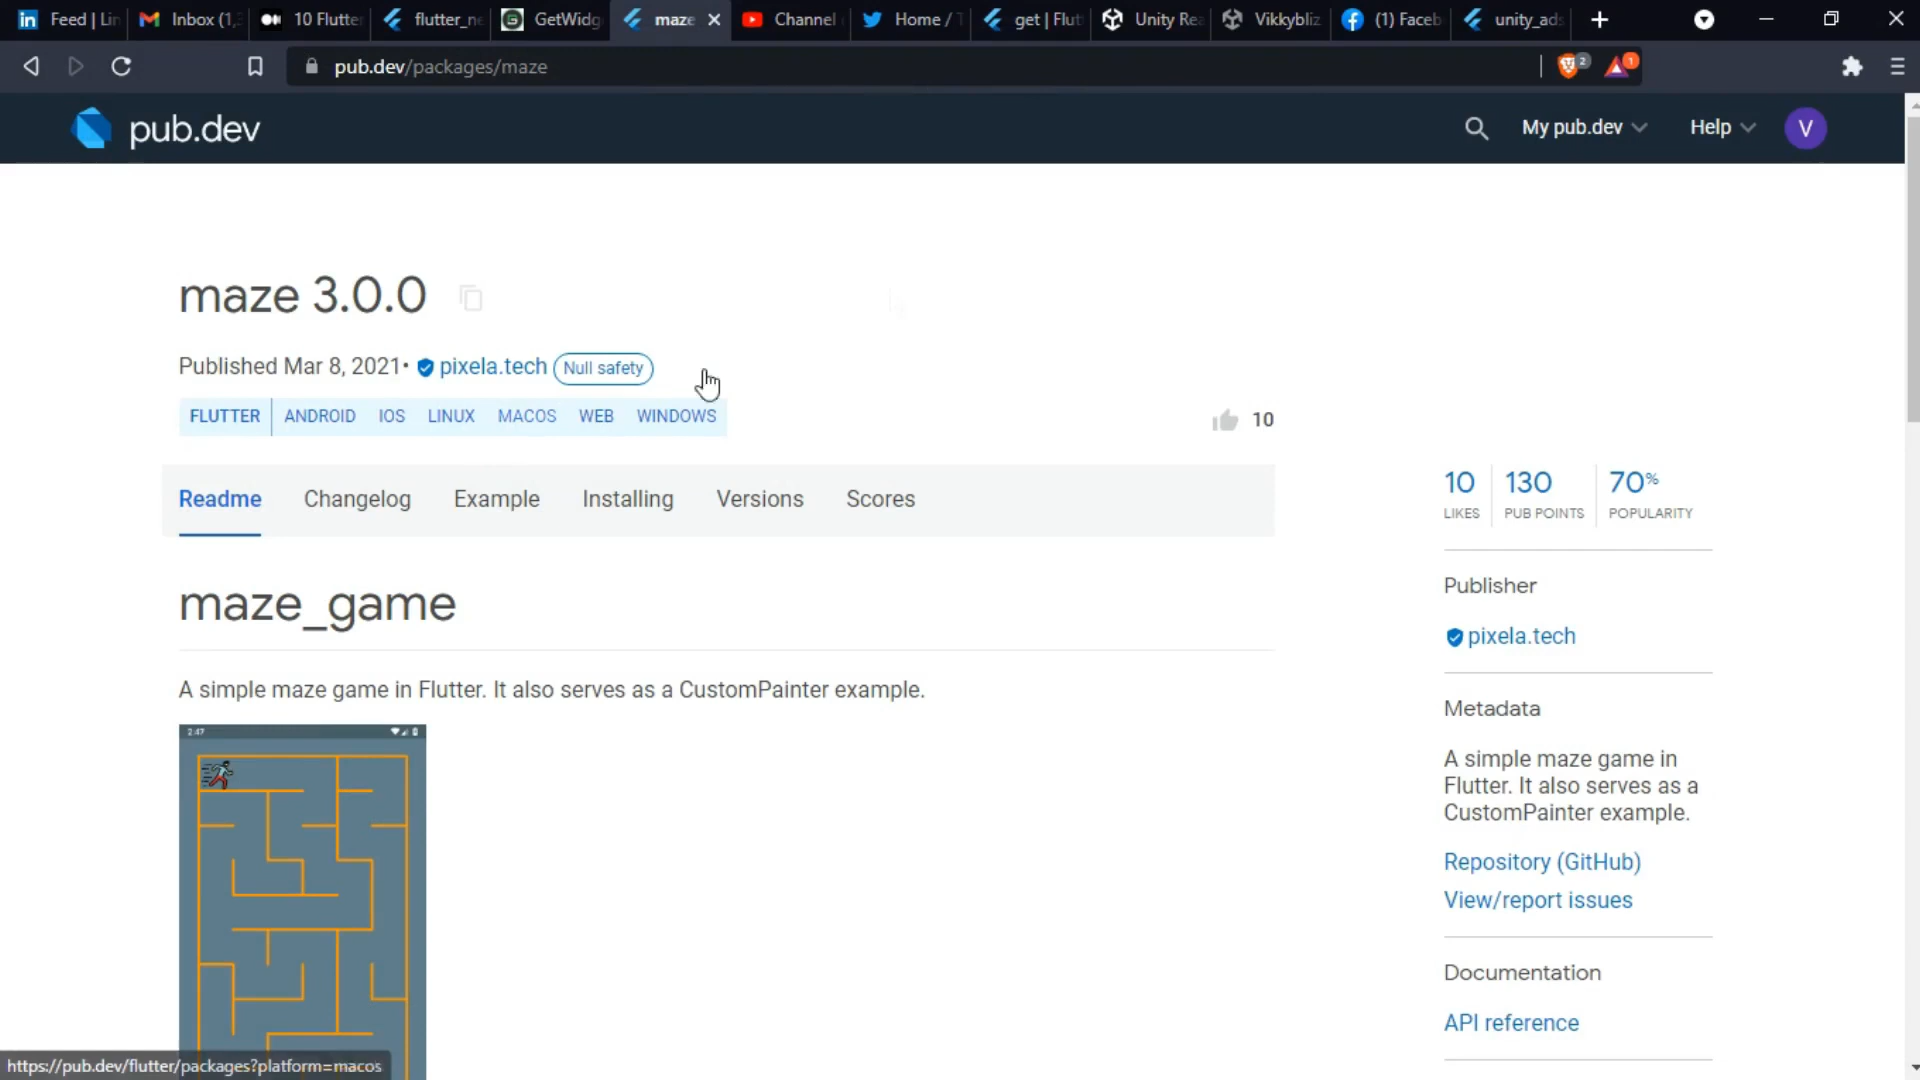 Feed | Lin
Inbox (1,
10 Flutter
flutter_ne
GetWidg
maze
Channel
Home / T
get | Flut
Unity Rea
Vikkybliz
(1) Faceb
unity_ads
pub.dev/packages/maze
2
1
pub.dev
My pub.dev
Help
V
maze 3.0.0
Published Mar 8, 2021• pixela.tech Null safety
FLUTTER ANDROID IOS LINUX MACOS WEB WINDOWS
10
Readme Changelog Example Installing Versions Scores
10
LIKES
130
PUB POINTS
70%
POPULARITY
maze_game
A simple maze game in Flutter. It also serves as a CustomPainter example.
2:47
Publisher
pixela.tech
Metadata
A simple maze game in
Flutter. It also serves as a
CustomPainter example.
Repository (GitHub)
View/report issues
Documentation
API reference
https://pub.dev/flutter/packages?platform=macos